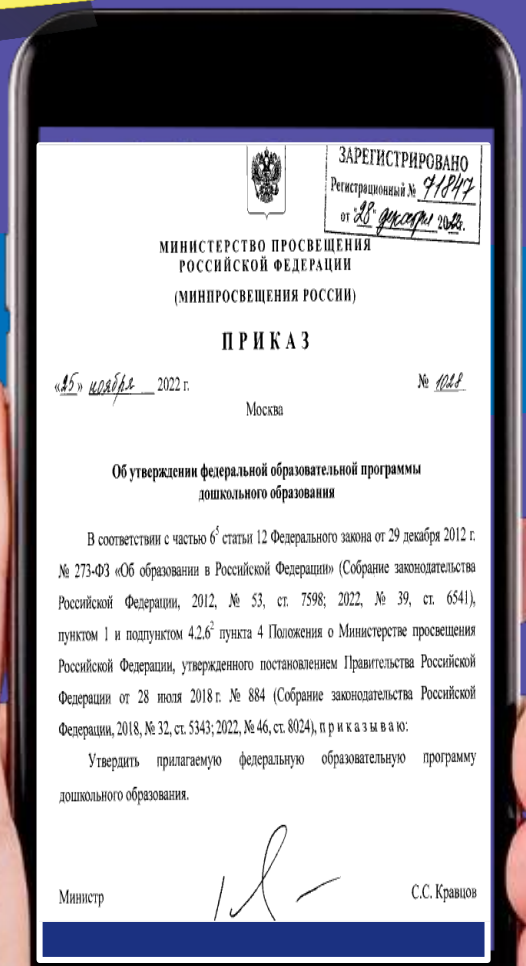 ЗАРЕГИСТРИРОВАНО
Регистрационный № 71847
от "28" декабря 2022г.
МИНИСТЕРСТВО ПРОСВЕЩЕНИЯ
РОССИЙСКОЙ ФЕДЕРАЦИИ
(МИНПРОСВЕЩЕНИЯ РОССИИ)
ПРИКАЗ
«25» ноября 2022 г.
№ 1028
Москва
Об утверждении федеральной образовательной программы
дошкольного образования
В соответствии с частью 6⁵ статьи 12 Федерального закона от 29 декабря 2012 г.
№ 273-ФЗ «Об образовании в Российской Федерации» (Собрание законодательства
Российской Федерации, 2012, № 53, ст. 7598; 2022, № 39, ст. 6541),
пунктом 1 и подпунктом 4.2.6² пункта 4 Положения о Министерстве просвещения
Российской Федерации, утвержденного постановлением Правительства Российской
Федерации от 28 июля 2018 г. № 884 (Собрание законодательства Российской
Федерации, 2018, № 32, ст. 5343; 2022, № 46, ст. 8024), приказываю:
Утвердить прилагаемую федеральную образовательную программу
дошкольного образования.
Министр
С.С. Кравцов